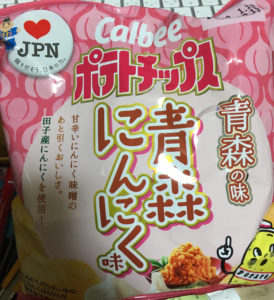 JPN
Calbee
ポテトチップス
青森の味
甘辛いにんにく味噌の
あと引くおいしさ。
田子産にんにくを使用!
青森
にんにく
味